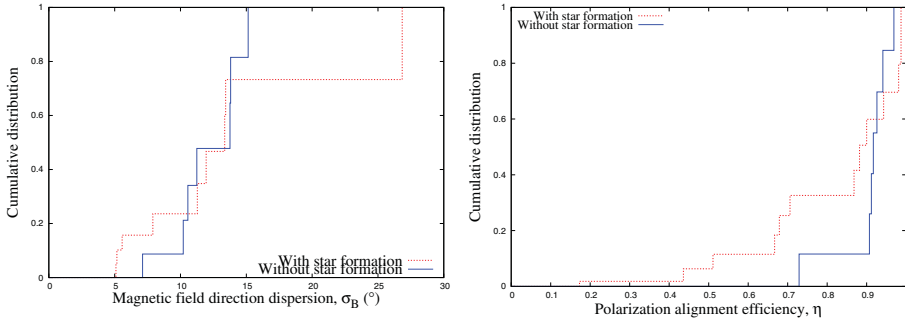 1
0.8
0.6
0.4
0.2
0
Cumulative distribution
With star formation
Without star formation
0 5 10 15 20 25 30
Magnetic field direction dispersion, σB (°)
With star formation
Without star formation
1
0.8
0.6
0.4
0.2
0
Cumulative distribution
0 0.1 0.2 0.3 0.4 0.5 0.6 0.7 0.8 0.9
Polarization alignment efficiency, η